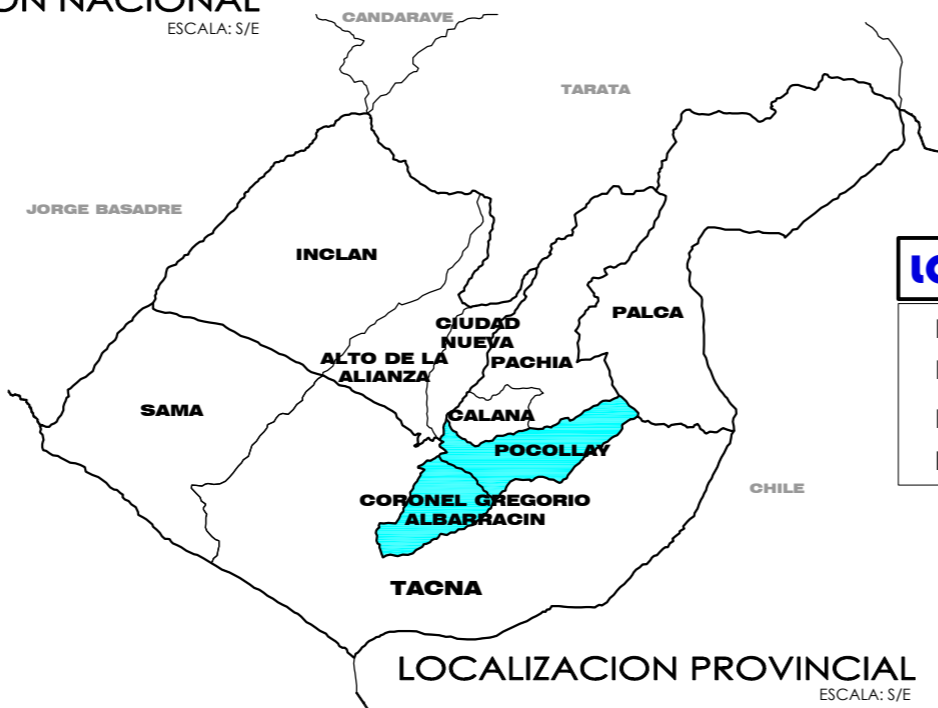 ON NACIONAL
ESCALA: S/E
CANDARAVE
TARATA
JORGE BASADRE
INCLAN
PALCA
CIUDAD
NUEVA
ALTO DE LA
ALIANZA
PACHIA
SAMA
CALANA
POCOLLAY
CHILE
CORONEL GREGORIO
ALBARRACIN
TACNA
LOCALIZACION PROVINCIAL
ESCALA: S/E